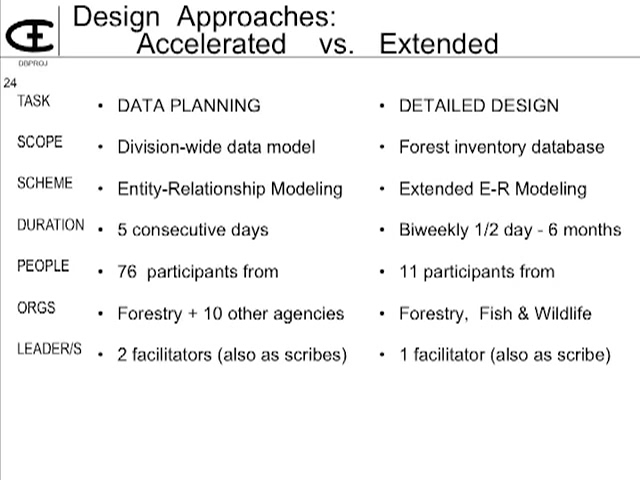 Design Approaches:
Accelerated vs. Extended
DBPROJ
24
TASK • DATA PLANNING • DETAILED DESIGN
SCOPE • Division-wide data model • Forest inventory database
SCHEME • Entity-Relationship Modeling • Extended E-R Modeling
DURATION • 5 consecutive days • Biweekly 1/2 day - 6 months
PEOPLE • 76 participants from • 11 participants from
ORGS • Forestry + 10 other agencies • Forestry, Fish & Wildlife
LEADER/S • 2 facilitators (also as scribes) • 1 facilitator (also as scribe)